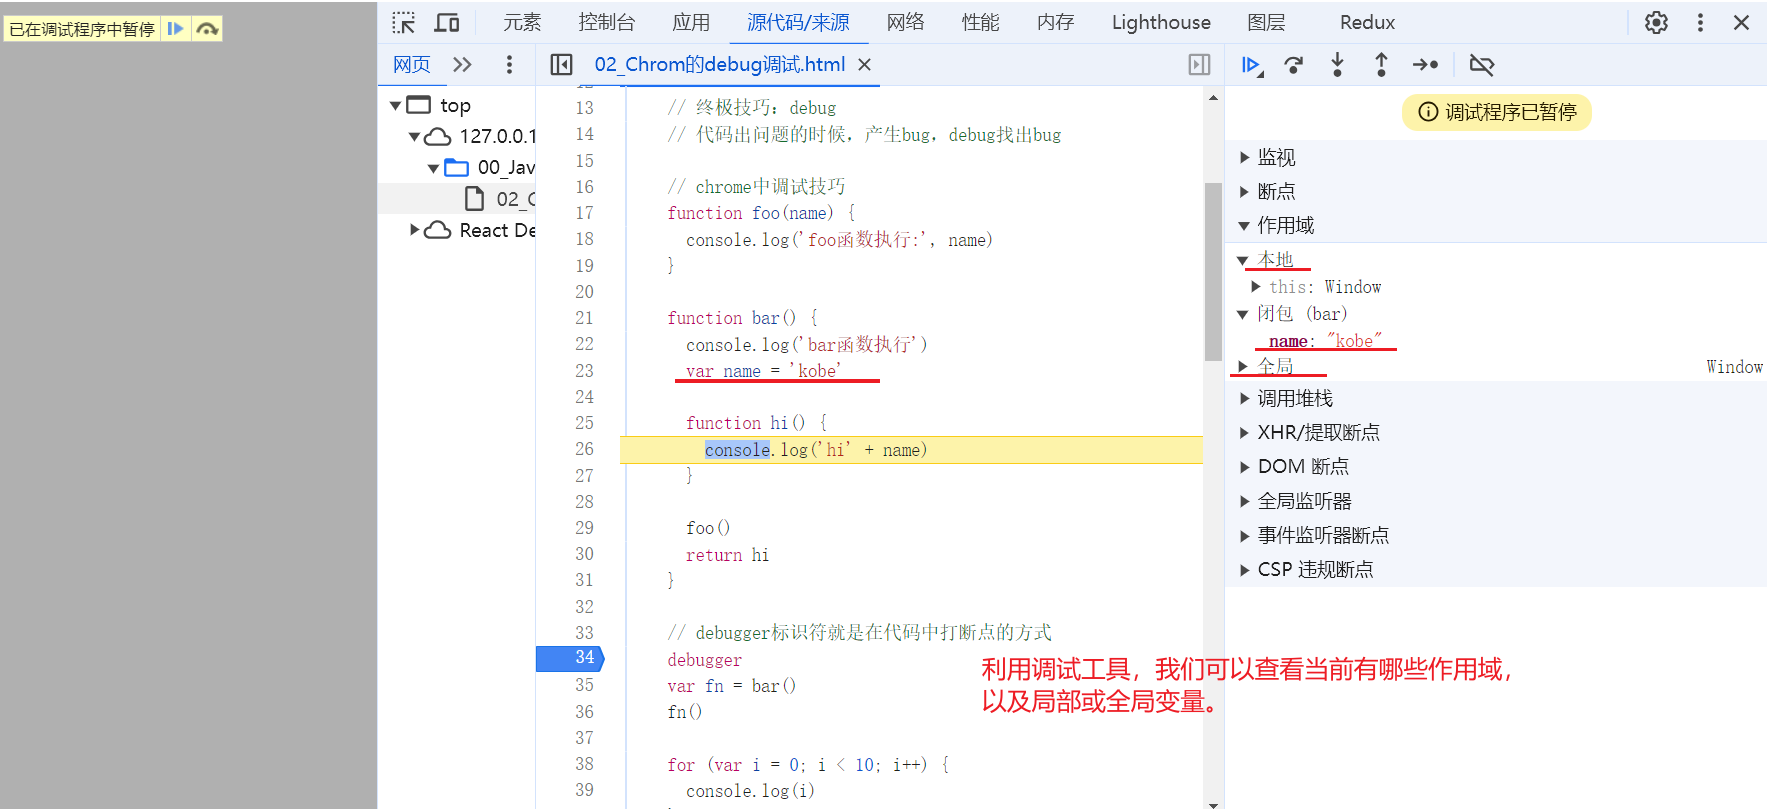 已在调试程序中暂停
元素 控制台 应用 源代码/来源 网络 性能 内存 Lighthouse 图层 Redux
网页 02_Chrom的debug调试.html
top
127.0.0.1
00_Jav
02_C
React De
13 // 终极技巧：debug
14 // 代码出问题的时候，产生bug，debug找出bug
15
16 // chrome中调试技巧
17 function foo(name) {
18 console.log('foo函数执行:', name)
19 }
20
21 function bar() {
22 console.log('bar函数执行')
23 var name = 'kobe'
24
25 function hi() {
26 console.log('hi' + name)
27 }
28
29 foo()
30 return hi
31 }
32
33 // debugger标识符就是在代码中打断点的方式
34 debugger
35 var fn = bar()
36 fn()
37
38 for (var i = 0; i < 10; i++) {
39 console.log(i)
利用调试工具，我们可以查看当前有哪些作用域，
以及局部或全局变量。
调试程序已暂停
监视
断点
作用域
本地
this: Window
闭包 (bar)
name: "kobe"
全局 Window
调用堆栈
XHR/提取断点
DOM 断点
全局监听器
事件监听器断点
CSP 违规断点